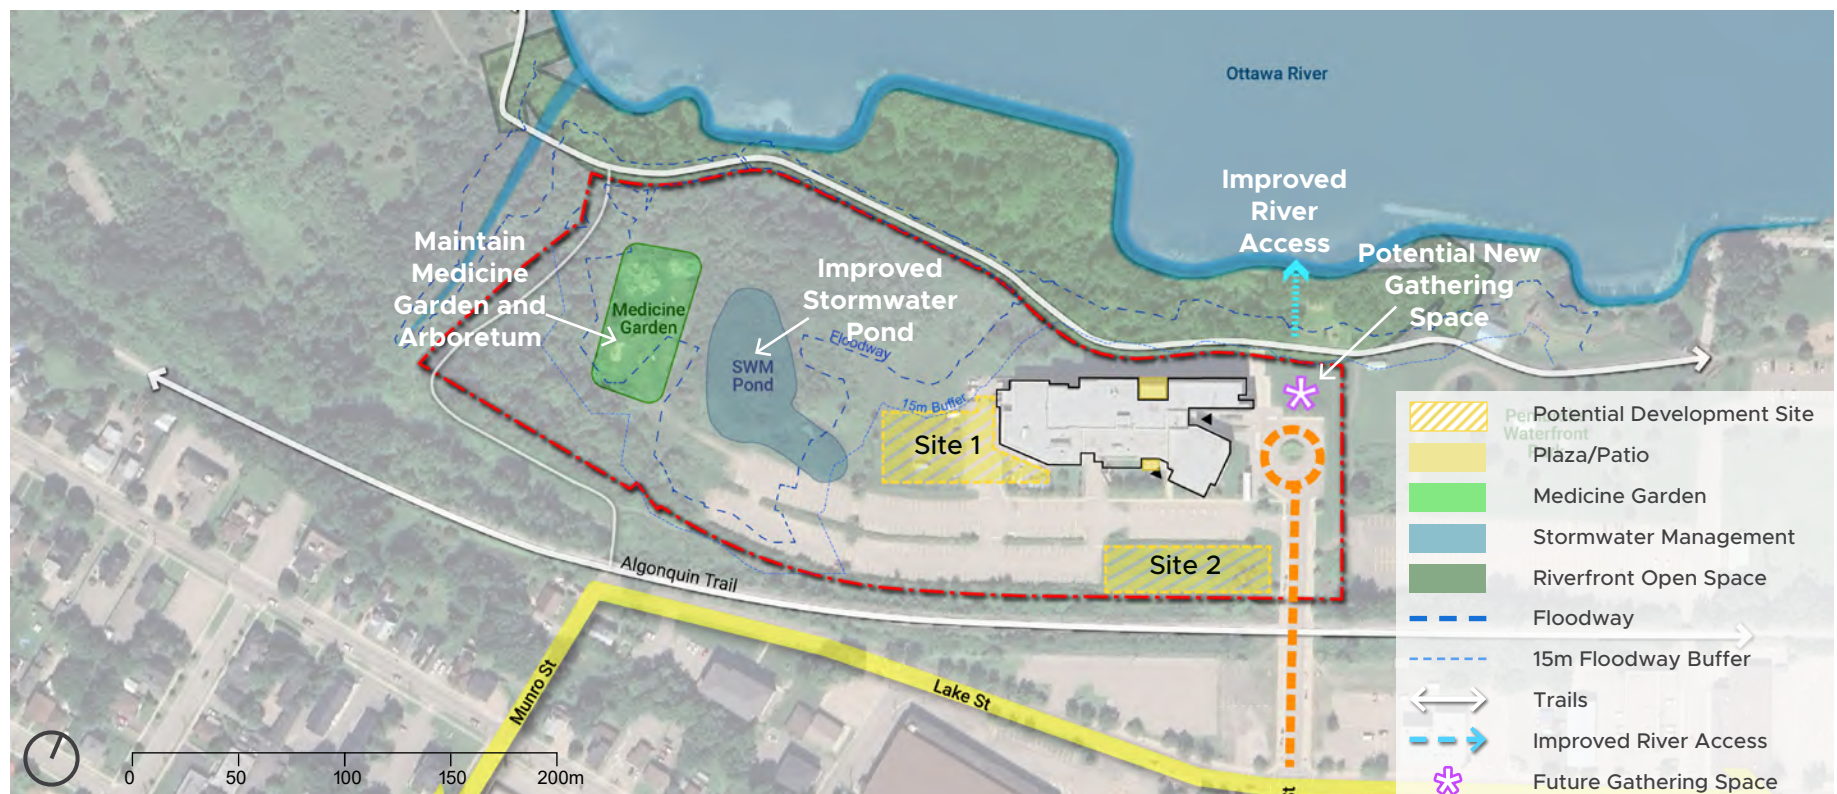 Ottawa River
Improved
River
Access
Potential New
Gathering
Space
Maintain
Medicine
Garden and
Arboretum
Improved
Stormwater
Pond
Medicine
Garden
Floodway
SWM
Pond
15m Buffer
Site 1
Site 2
Algonquin Trail
Munro St
Lake St
Waterfront
Potential Development Site
Plaza/Patio
Medicine Garden
Stormwater Management
Riverfront Open Space
Floodway
15m Floodway Buffer
Trails
Improved River Access
Future Gathering Space
0 50 100 150 200m